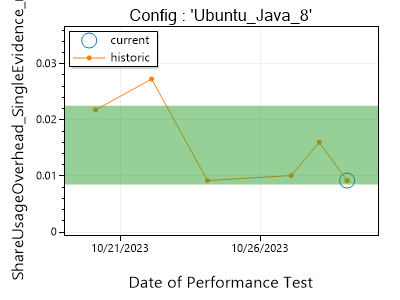 Config : 'Ubuntu_Java_8'
current
historic
0.03
0.02
0.01
0
10/21/2023
10/26/2023
Date of Performance Test